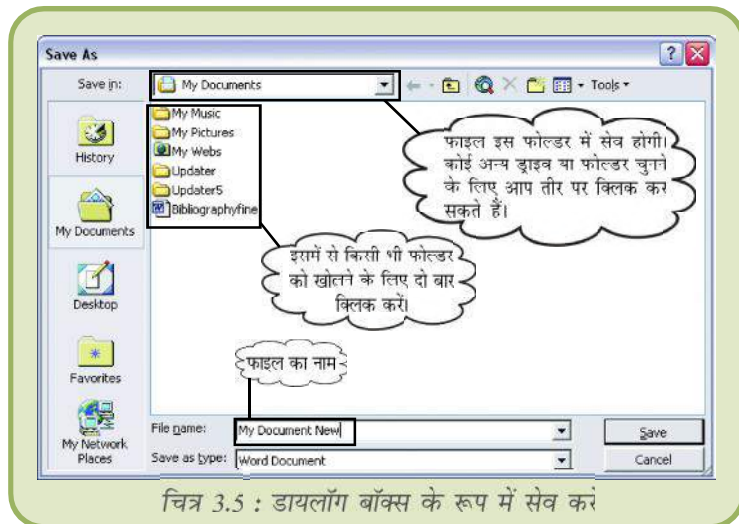 Save As
Save in:
My Documents
Tools
History
My Documents
Desktop
Favorites
My Network
Places
My Music
My Pictures
My Webs
Updater
Updater5
Bibliographyfine
फाइल इस फोल्डर में सेव होगी।
कोई अन्य ड्राइव या फोल्डर चुनने
के लिए आप तीर पर क्लिक कर
सकते हैं।
इसमें से किसी भी फोल्डर
को खोलने के लिए दो बार
क्लिक करें।
फाइल का नाम
File name:
My Document New
Save
Save as type:
Word Document
Cancel
चित्र 3.5 : डायलॉग बॉक्स के रूप में सेव करें